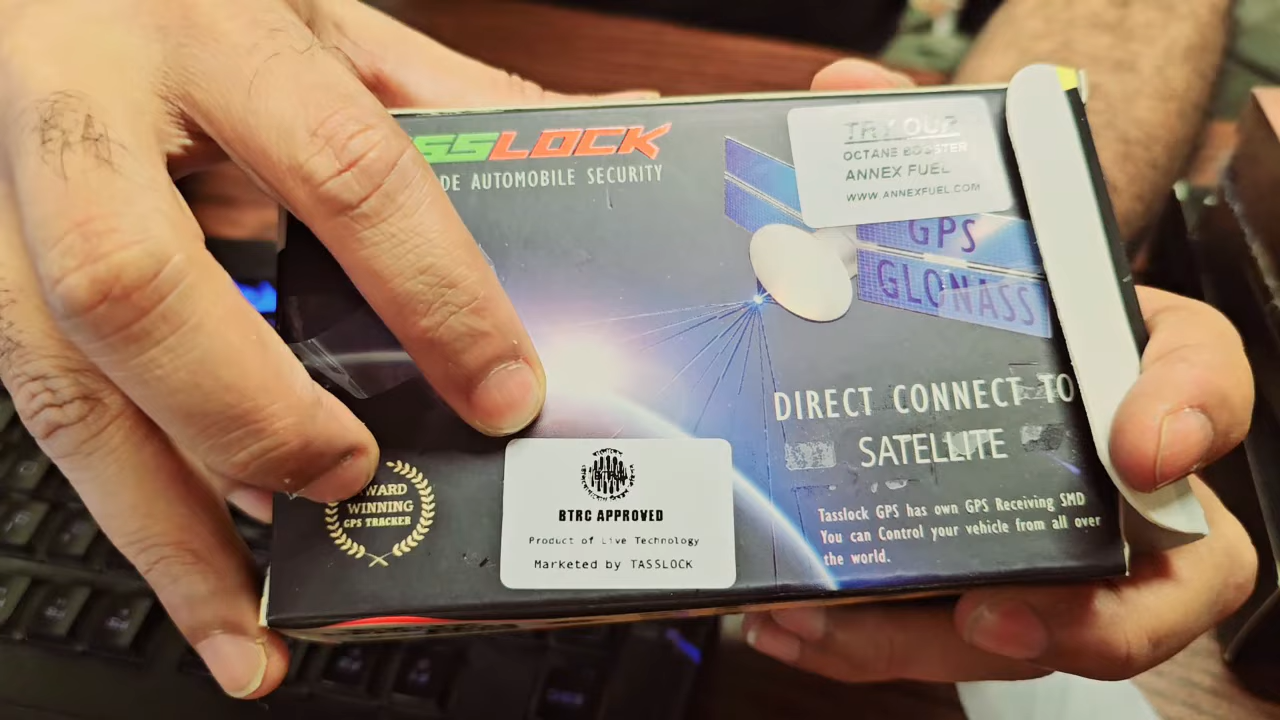 SSLOCK
DE AUTOMOBILE SECURITY
TRY OUR
OCTANE BOOSTER
ANNEX FUEL
WWW.ANNEXFUEL.COM
GPS
GLONASS
DIRECT CONNECT TO
SATELLITE
AWARD
WINNING
GPS TRACKER
BTRC APPROVED
Product of Live Technology
Marketed by TASSLOCK
Tasslock GPS has own GPS Receiving SMD
You can Control your vehicle from all over
the world.